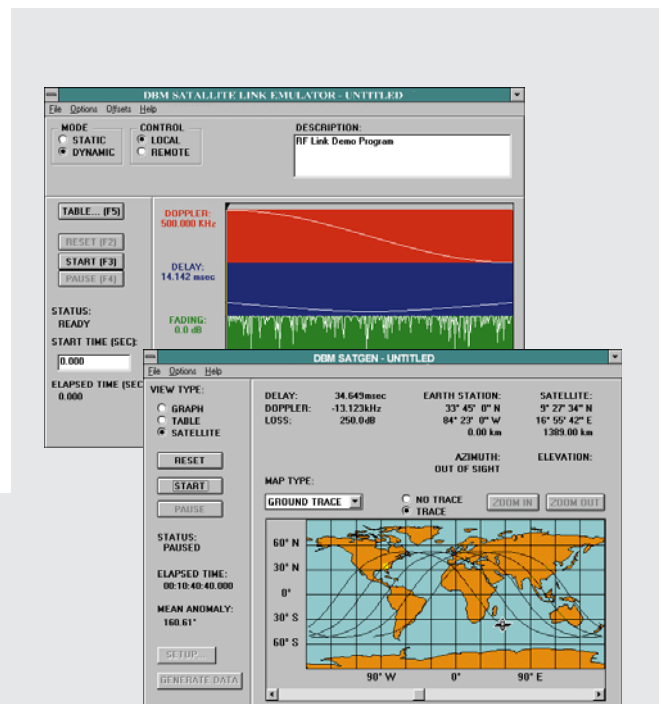 DBM SATALLITE LINK EMULATOR - UNTITLED
File Options Offsets Help
MODE
STATIC
DYNAMIC
CONTROL
LOCAL
REMOTE
DESCRIPTION:
RF Link Demo Program
TABLE... (F5)
RESET (F2)
START (F3)
PAUSE (F4)
STATUS:
READY
START TIME (SEC):
0.000
ELAPSED TIME (SEC
0.000
DOPPLER:
500.000 KHz
DELAY:
14.142 msec
FADING:
0.0 dB
DBM SATGEN - UNTITLED
File Options Help
VIEW TYPE:
GRAPH
TABLE
SATELLITE
RESET
START
PAUSE
STATUS:
PAUSED
ELAPSED TIME:
00:10:40:40.000
MEAN ANOMALY:
160.61°
SETUP...
GENERATE DATA
DELAY: 34.649msec
DOPPLER: -13.123kHz
LOSS: 250.0dB
EARTH STATION:
33° 45' 0" N
84° 23' 0" W
0.00 km
SATELLITE:
9° 27' 34" N
16° 55' 42" E
1389.00 km
AZIMUTH: ELEVATION:
OUT OF SIGHT
MAP TYPE:
GROUND TRACE
NO TRACE
TRACE
ZOOM IN ZOOM OUT
60° N
30° N
0°
30° S
60° S
90° W 0° 90° E